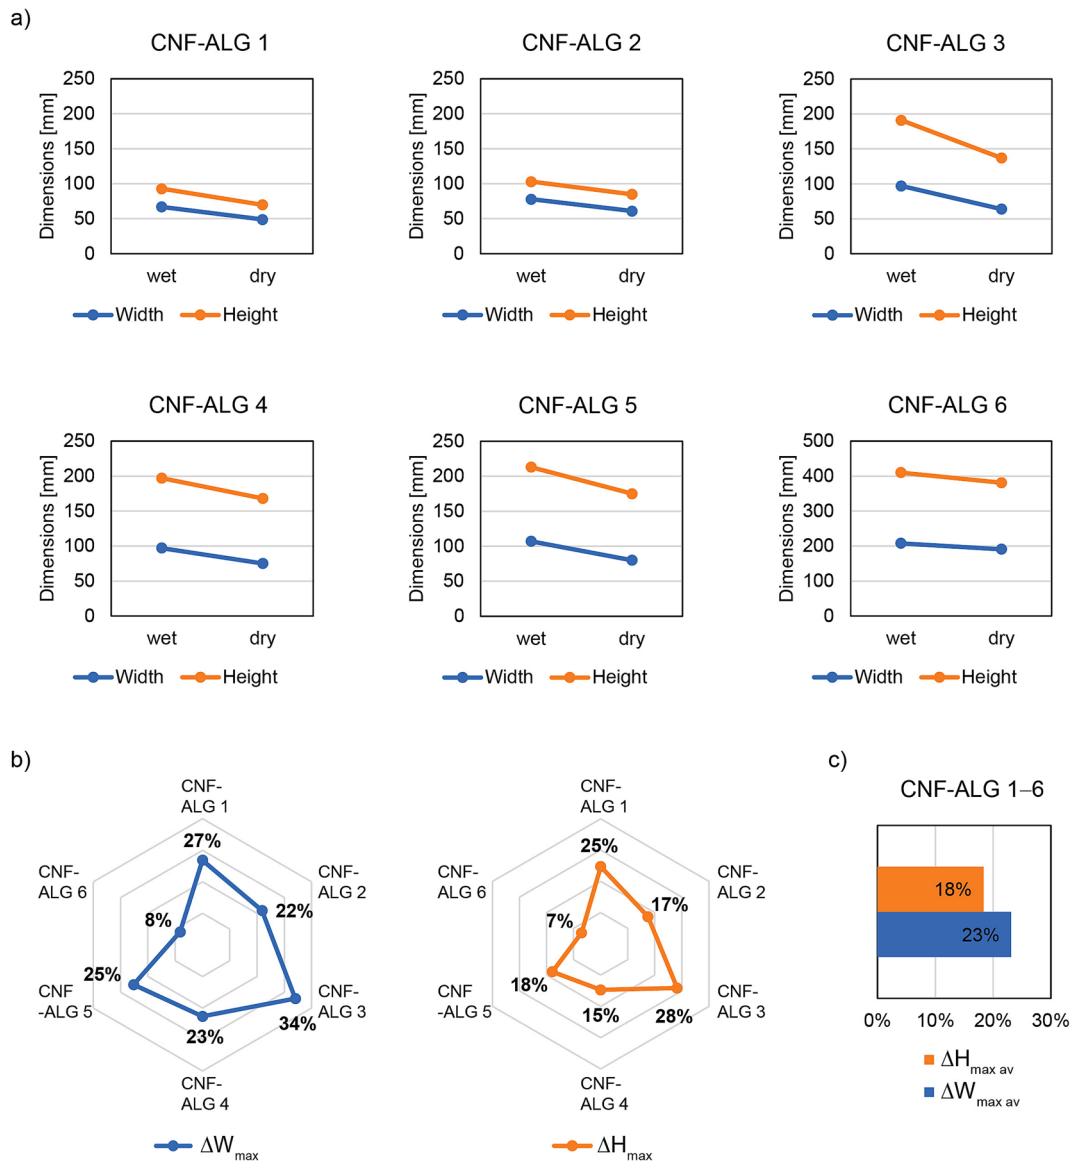 a)
CNF-ALG 1
CNF-ALG 2
CNF-ALG 3
Dimensions [mm]
250
200
150
100
50
0
wet dry
Width Height
Dimensions [mm]
250
200
150
100
50
0
wet dry
Width Height
Dimensions [mm]
250
200
150
100
50
0
wet dry
Width Height
CNF-ALG 4
CNF-ALG 5
CNF-ALG 6
Dimensions [mm]
250
200
150
100
50
0
wet dry
Width Height
Dimensions [mm]
250
200
150
100
50
0
wet dry
Width Height
Dimensions [mm]
500
400
300
200
100
0
wet dry
Width Height
b)
CNF-
ALG 1
27%
CNF-
ALG 2
22%
CNF-
ALG 3
34%
CNF-
ALG 4
23%
CNF
-ALG 5
25%
CNF-
ALG 6
8%
ΔWmax
CNF-
ALG 1
25%
CNF-
ALG 2
17%
CNF-
ALG 3
28%
CNF-
ALG 4
15%
CNF
-ALG 5
18%
CNF-
ALG 6
7%
ΔHmax
c)
CNF-ALG 1–6
18%
23%
0% 10% 20% 30%
ΔHmax av
ΔWmax av